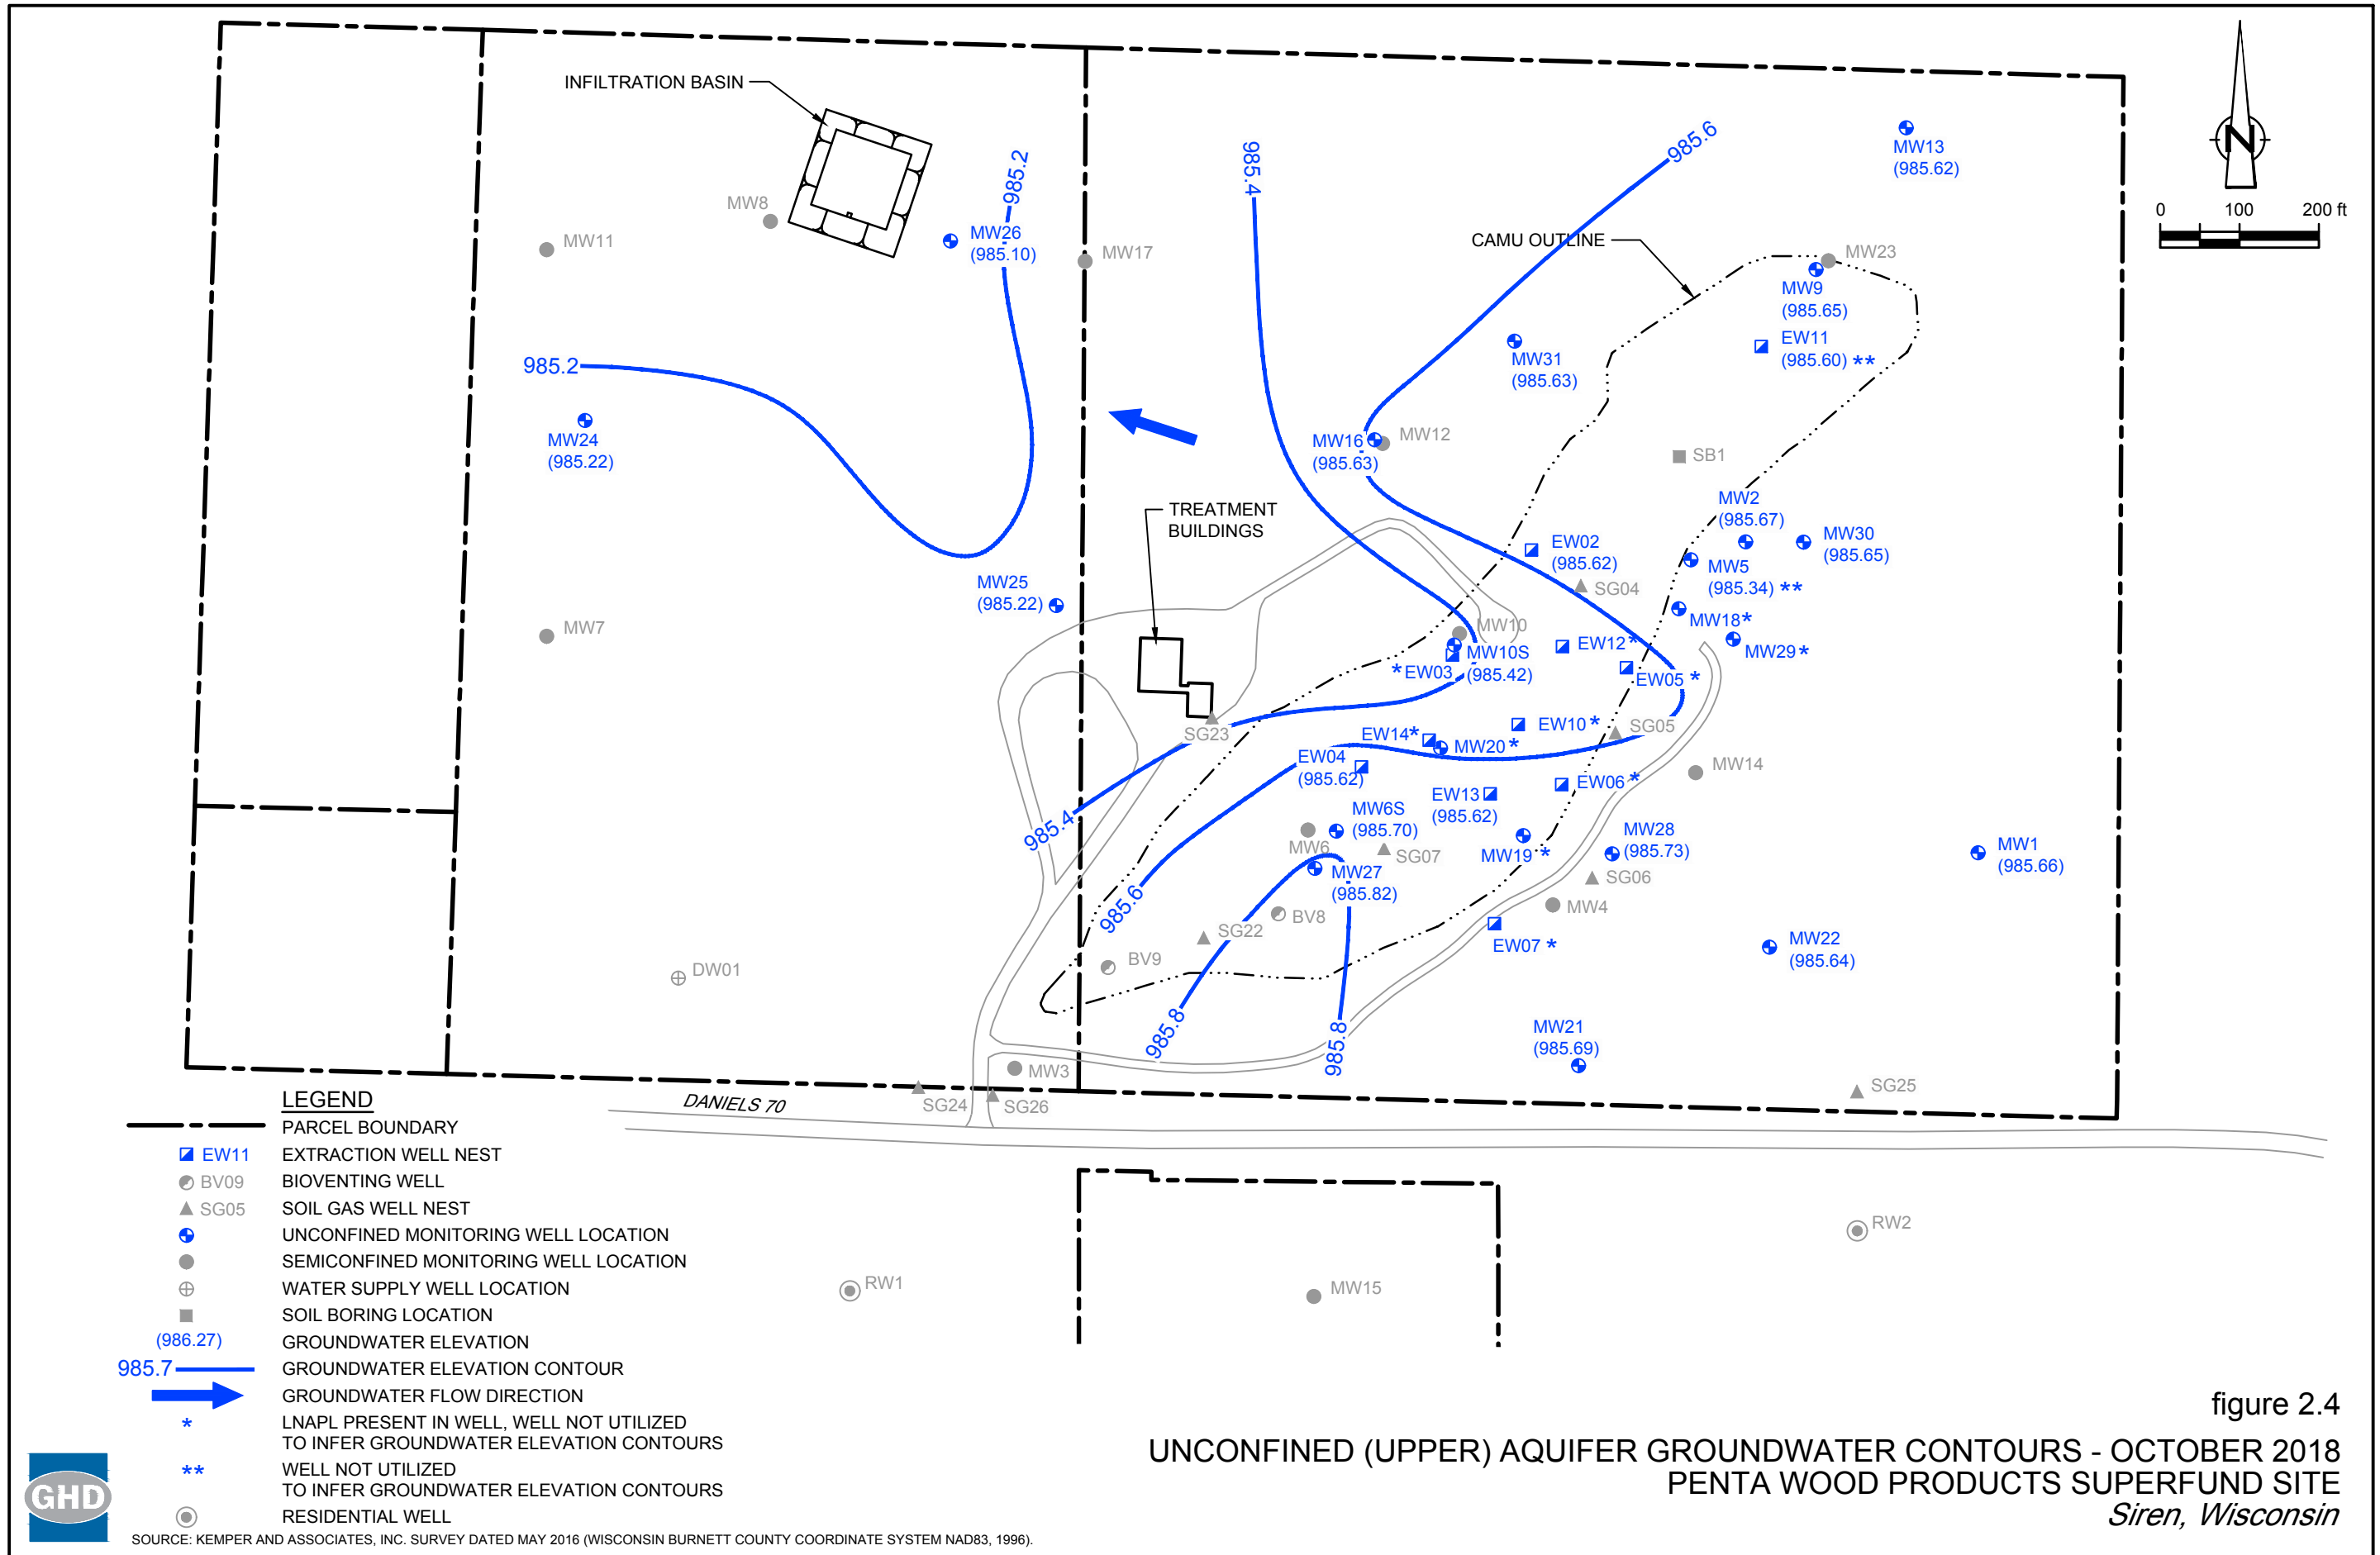 INFILTRATION BASIN
985.2
985.4
985.6
MW13
(985.62)
N
0 100 200 ft
MW8
MW11
MW26
(985.10)
MW17
CAMU OUTLINE
MW23
MW9
(985.65)
EW11
(985.60) **
MW31
(985.63)
985.2
MW24
(985.22)
MW16
(985.63)
MW12
SB1
TREATMENT
BUILDINGS
MW2
(985.67)
MW30
(985.65)
EW02
(985.62)
MW5
(985.34) **
SG04
MW25
(985.22)
MW18*
MW7
MW10
EW12*
MW29*
MW10S
(985.42)
*EW03
EW05 *
SG23
EW14*
MW20*
EW10*
SG05
EW04
(985.62)
MW14
EW06*
EW13
(985.62)
985.4
MW6S
(985.70)
MW6
SG07
MW19 *
MW28
(985.73)
MW1
(985.66)
MW27
(985.82)
SG06
985.6
BV8
MW4
SG22
EW07 *
MW22
(985.64)
BV9
DW01
985.8
985.8
MW21
(985.69)
MW3
SG24
SG26
SG25
DANIELS 70
RW2
RW1
MW15
LEGEND
PARCEL BOUNDARY
EW11 EXTRACTION WELL NEST
BV09 BIOVENTING WELL
SG05 SOIL GAS WELL NEST
UNCONFINED MONITORING WELL LOCATION
SEMICONFINED MONITORING WELL LOCATION
WATER SUPPLY WELL LOCATION
SOIL BORING LOCATION
(986.27) GROUNDWATER ELEVATION
985.7 GROUNDWATER ELEVATION CONTOUR
GROUNDWATER FLOW DIRECTION
* LNAPL PRESENT IN WELL, WELL NOT UTILIZED
TO INFER GROUNDWATER ELEVATION CONTOURS
** WELL NOT UTILIZED
TO INFER GROUNDWATER ELEVATION CONTOURS
RESIDENTIAL WELL
GHD
SOURCE: KEMPER AND ASSOCIATES, INC. SURVEY DATED MAY 2016 (WISCONSIN BURNETT COUNTY COORDINATE SYSTEM NAD83, 1996).
figure 2.4
UNCONFINED (UPPER) AQUIFER GROUNDWATER CONTOURS - OCTOBER 2018
PENTA WOOD PRODUCTS SUPERFUND SITE
Siren, Wisconsin